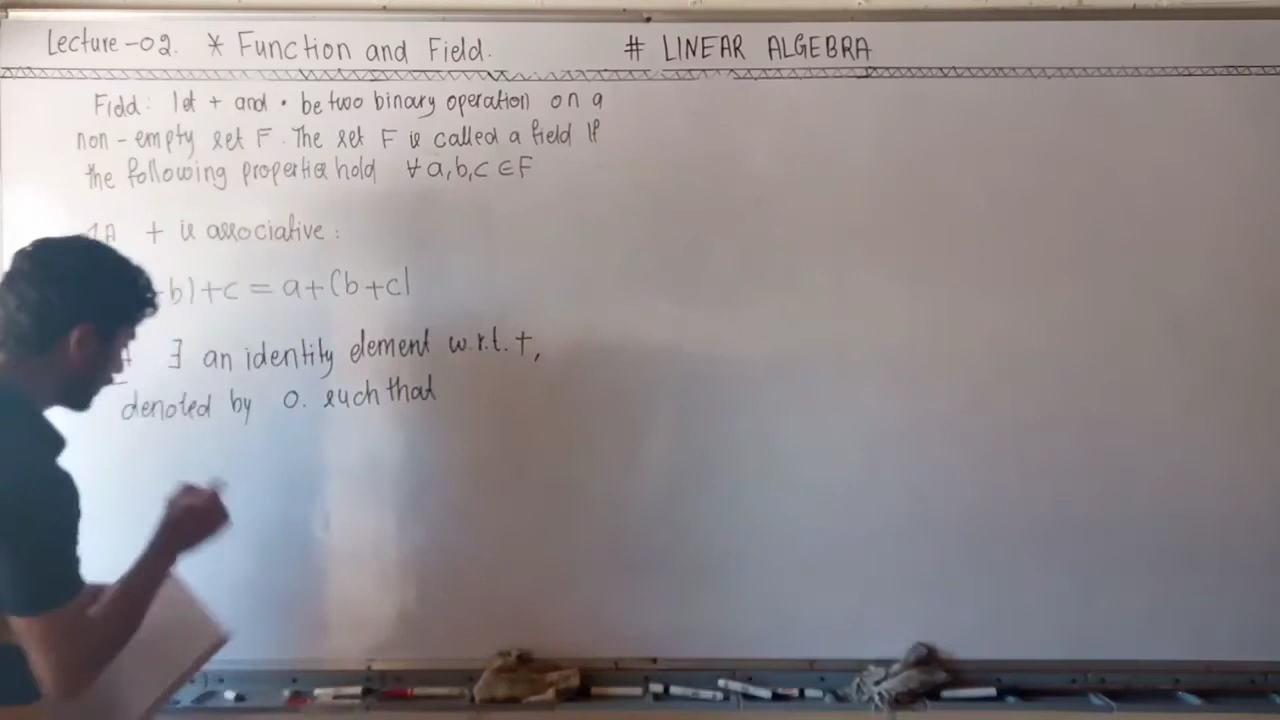 Lecture-02. * Function and Field. # LINEAR ALGEBRA
Field: let + and • be two binary operation on a
non-empty set F. The set F is called a field if
the following properties hold ∀ a,b,c ∈ F
1A + is associative:
b)+c = a+(b+c)
∃ an identity element w.r.t. +,
denoted by 0. such that